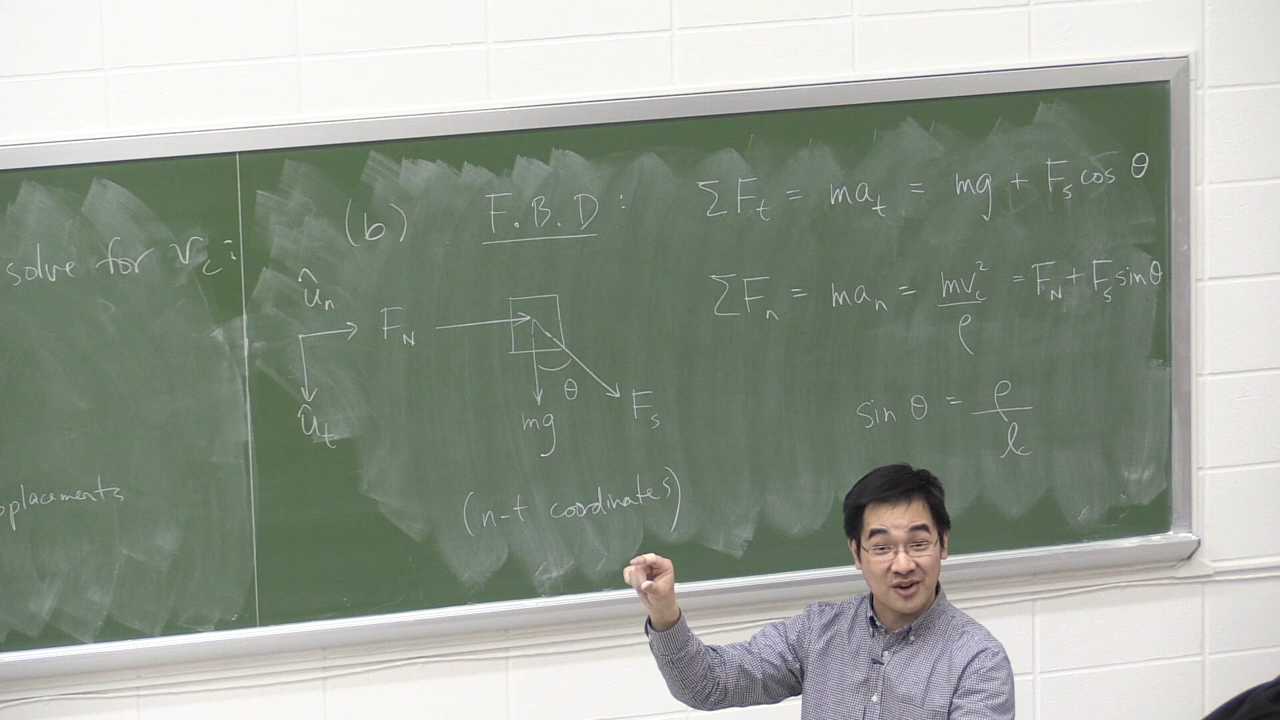 solve for v_c:
placements
(b) F.B.D:
û_n
F_N
û_t
θ
mg
F_s
(n-t coordinates)
ΣF_t = ma_t = mg + F_s cos θ
ΣF_n = ma_n = mv_c²/ρ = F_N + F_s sin θ
sin θ = ρ/l_c